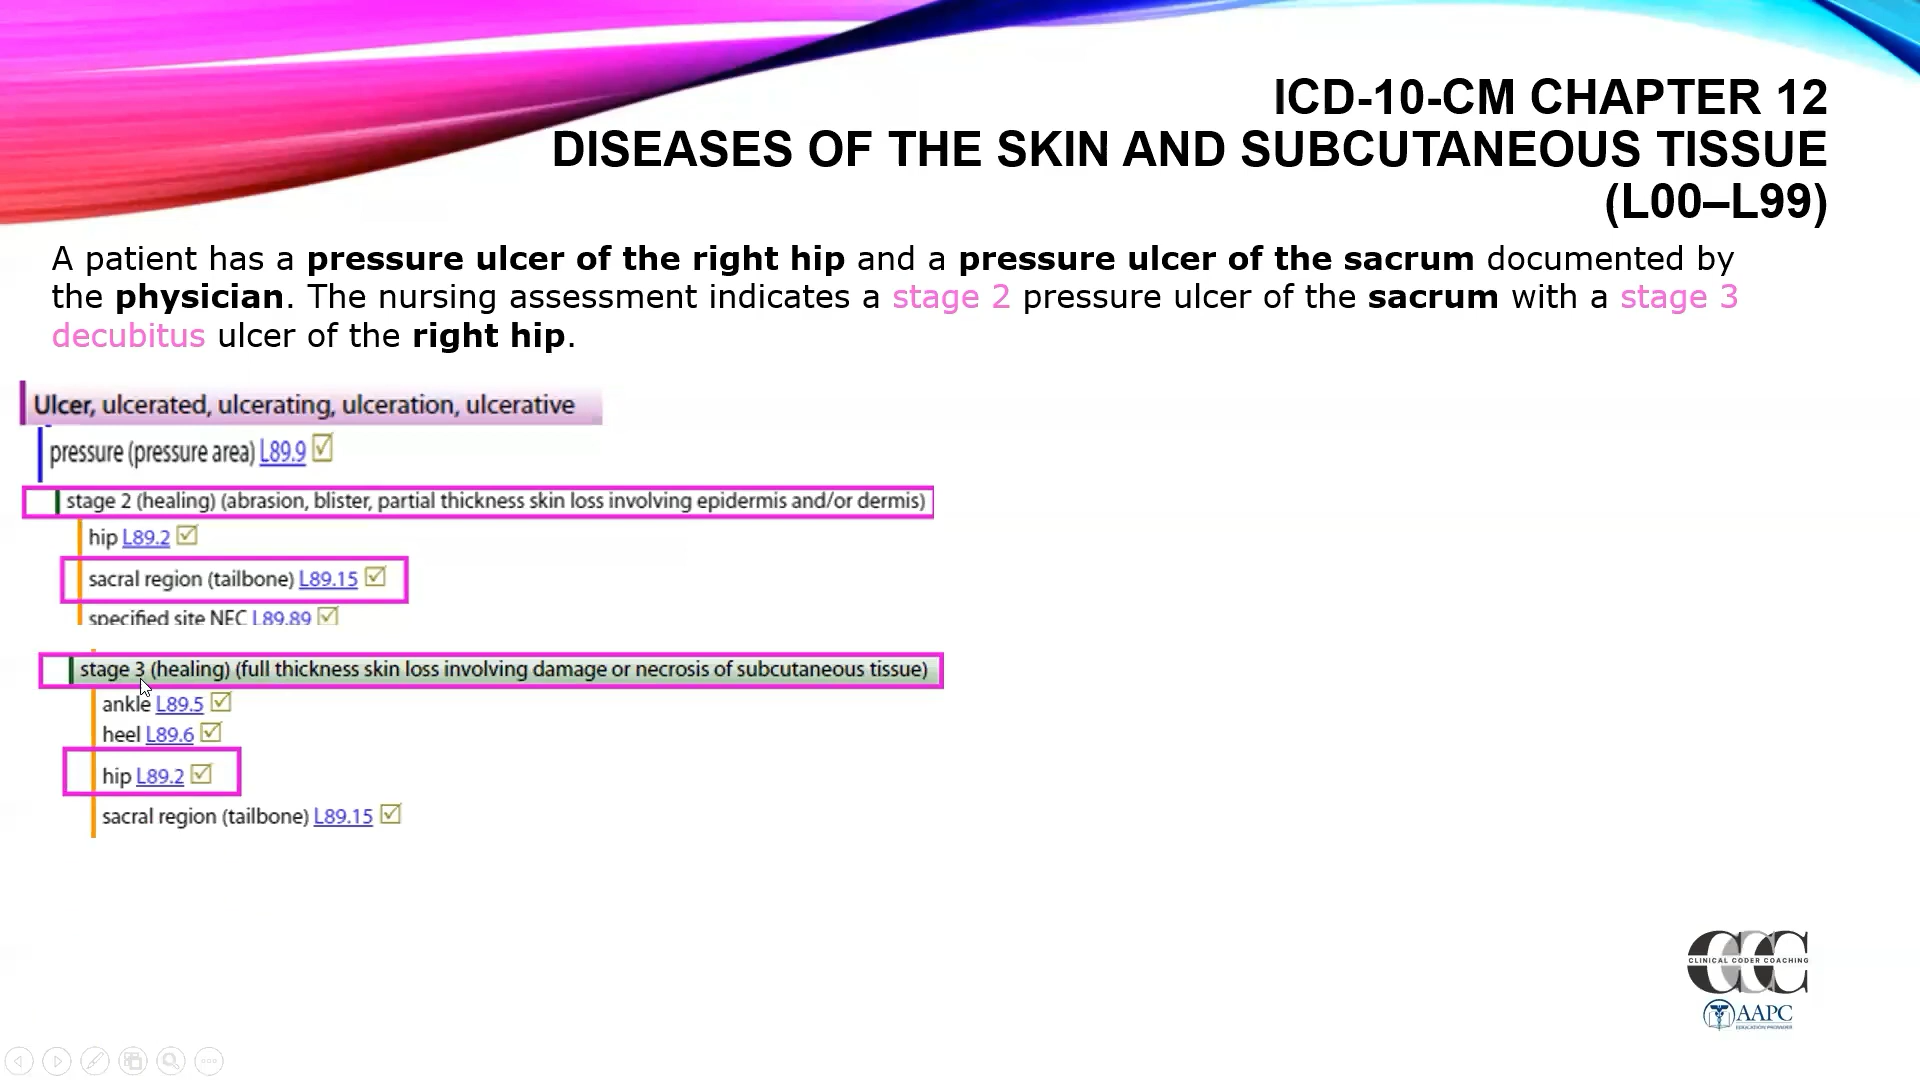 ICD-10-CM CHAPTER 12
DISEASES OF THE SKIN AND SUBCUTANEOUS TISSUE
(L00–L99)
A patient has a pressure ulcer of the right hip and a pressure ulcer of the sacrum documented by
the physician. The nursing assessment indicates a stage 2 pressure ulcer of the sacrum with a stage 3
decubitus ulcer of the right hip.
Ulcer, ulcerated, ulcerating, ulceration, ulcerative
pressure (pressure area) L89.9
stage 2 (healing) (abrasion, blister, partial thickness skin loss involving epidermis and/or dermis)
hip L89.2
sacral region (tailbone) L89.15
specified site NEC L89.89
stage 3 (healing) (full thickness skin loss involving damage or necrosis of subcutaneous tissue)
ankle L89.5
heel L89.6
hip L89.2
sacral region (tailbone) L89.15
CCC
CLINICAL CODER COACHING
AAPC
EDUCATION PROVIDER